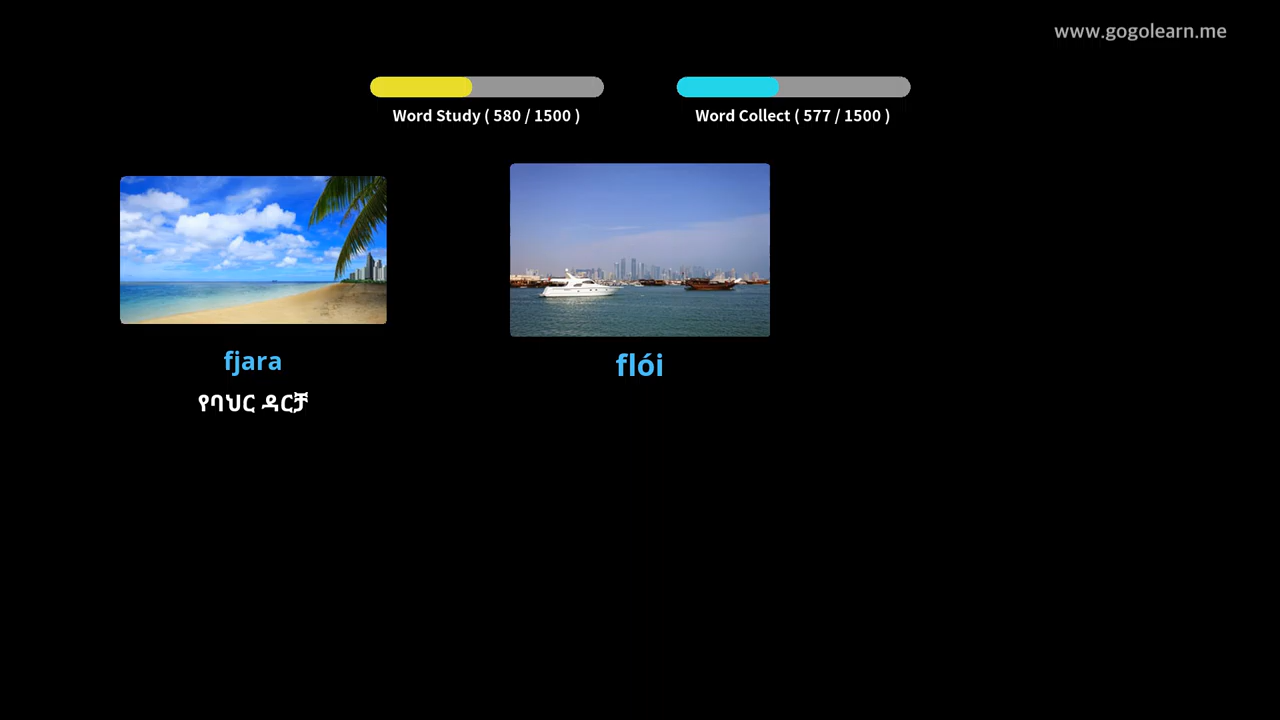 www.gogolearn.me
Word Study ( 580 / 1500 )
Word Collect ( 577 / 1500 )
fjara
የባህር ዳርቻ
flói